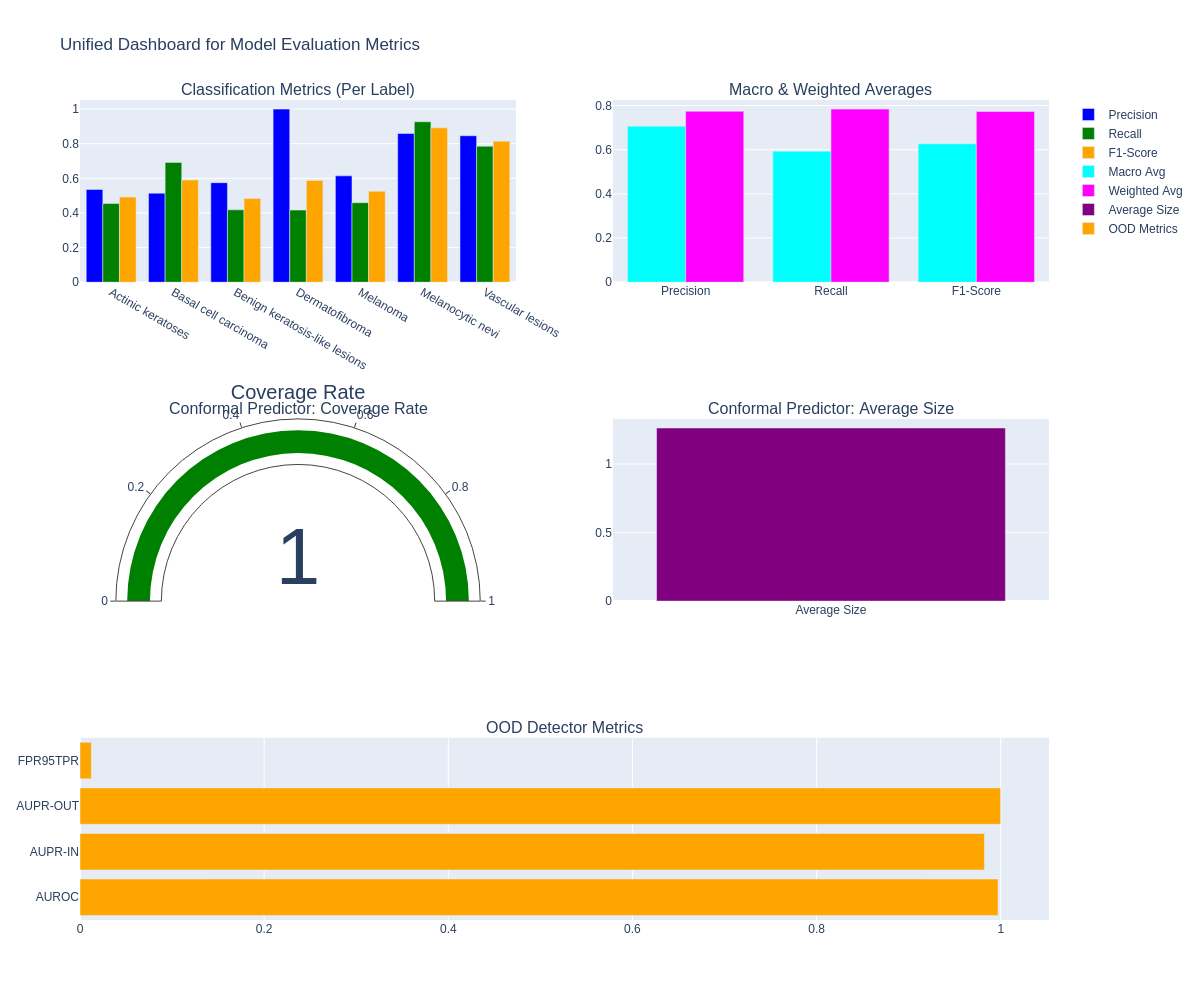 Unified Dashboard for Model Evaluation Metrics
Classification Metrics (Per Label)
1
0.8
0.6
0.4
0.2
0
Actinic keratoses
Basal cell carcinoma
Benign keratosis-like lesions
Dermatofibroma
Melanoma
Melanocytic nevi
Vascular lesions
Macro & Weighted Averages
0.8
0.6
0.4
0.2
0
Precision
Recall
F1-Score
Precision
Recall
F1-Score
Macro Avg
Weighted Avg
Average Size
OOD Metrics
Coverage Rate
Conformal Predictor: Coverage Rate
0
0.2
0.4
0.6
0.8
1
1
Conformal Predictor: Average Size
1
0.5
0
Average Size
OOD Detector Metrics
FPR95TPR
AUPR-OUT
AUPR-IN
AUROC
0
0.2
0.4
0.6
0.8
1